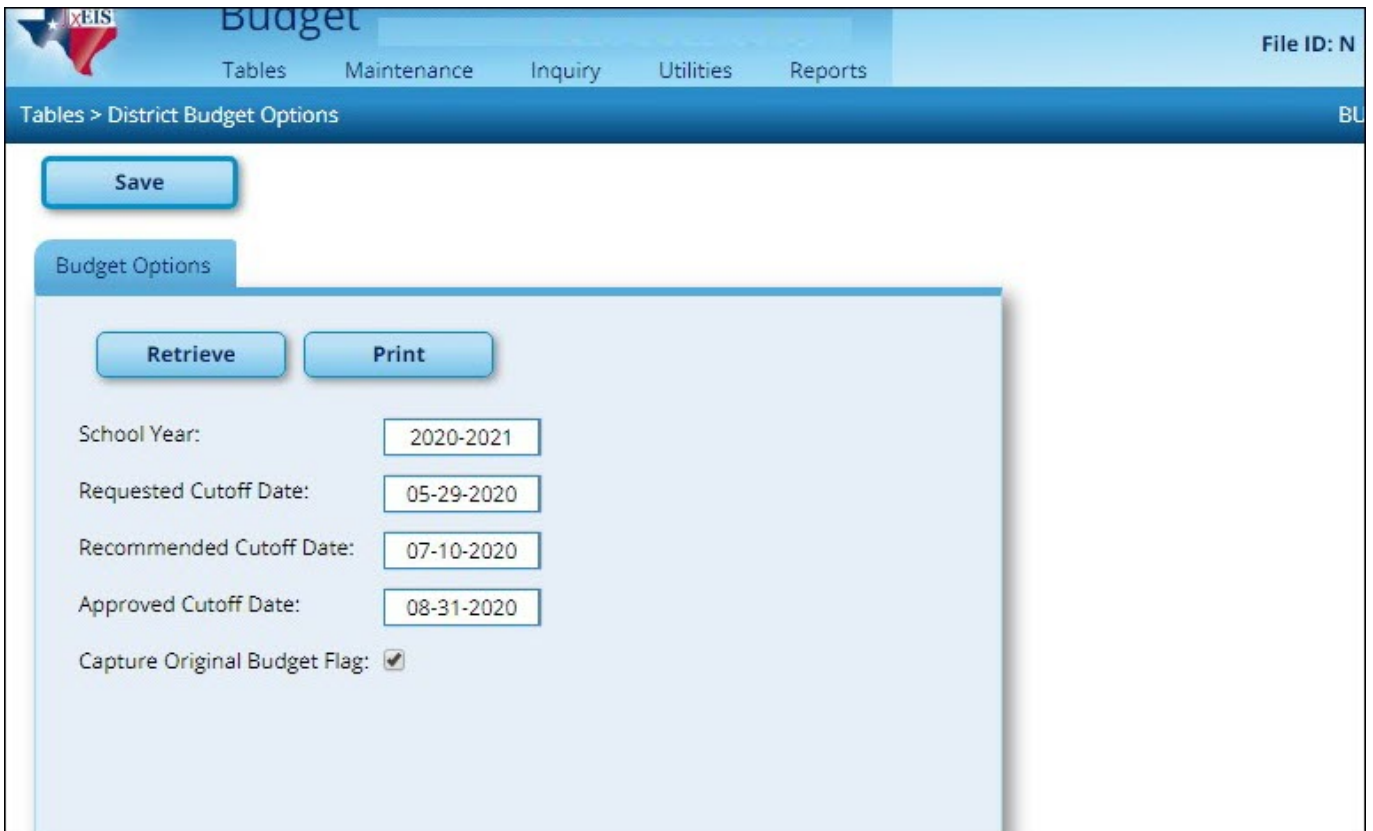 xEIS
Budget
File ID: N
Tables Maintenance Inquiry Utilities Reports
Tables > District Budget Options BU
Save
Budget Options
Retrieve Print
School Year: 2020-2021
Requested Cutoff Date: 05-29-2020
Recommended Cutoff Date: 07-10-2020
Approved Cutoff Date: 08-31-2020
Capture Original Budget Flag: